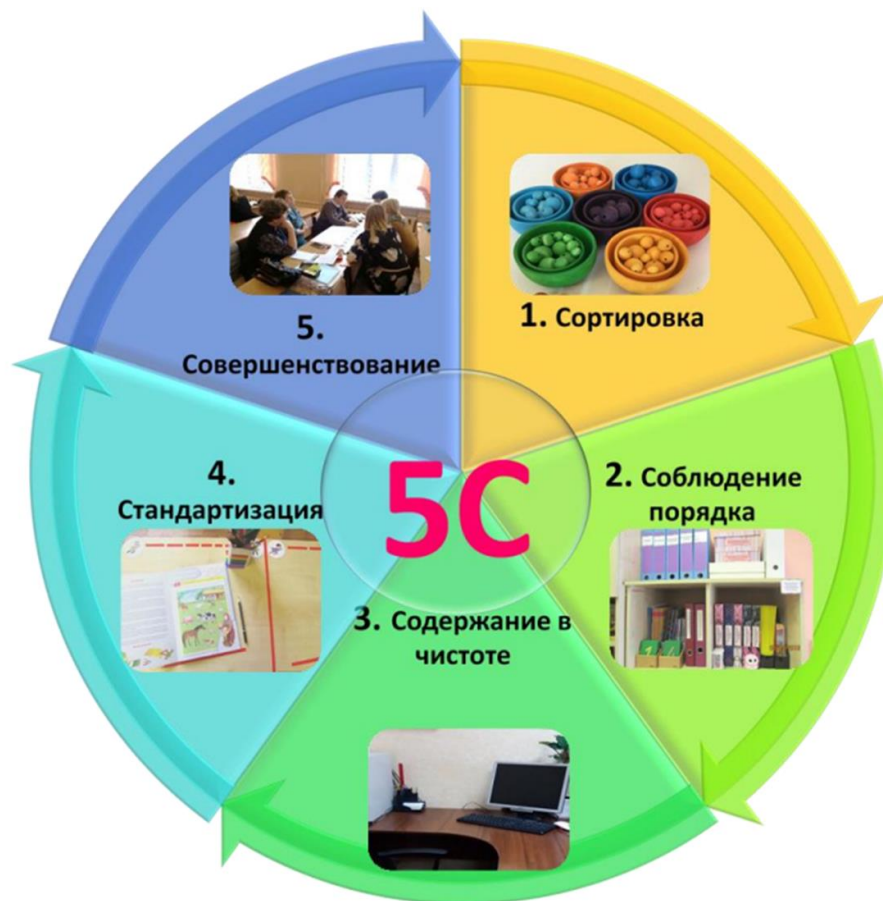 5С
1. Сортировка
2. Соблюдение
порядка
3. Содержание в
чистоте
4.
Стандартизация
5.
Совершенствование